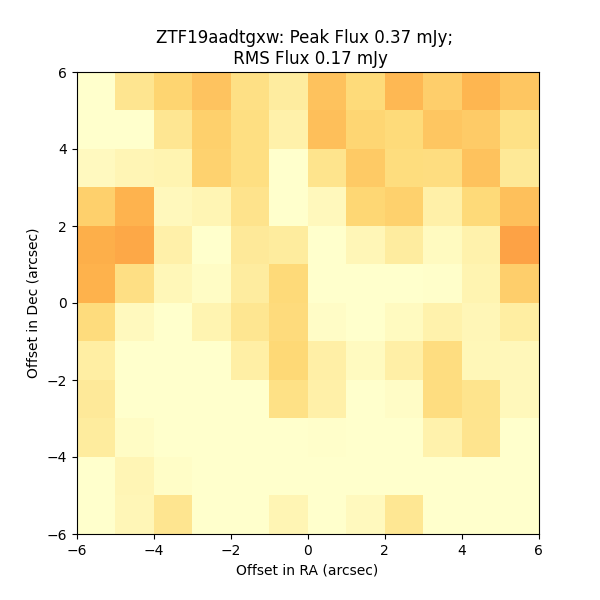 ZTF19aadtgxw: Peak Flux 0.37 mJy;
RMS Flux 0.17 mJy
6
4
2
0
−2
−4
−6
Offset in Dec (arcsec)
−6 −4 −2 0 2 4 6
Offset in RA (arcsec)